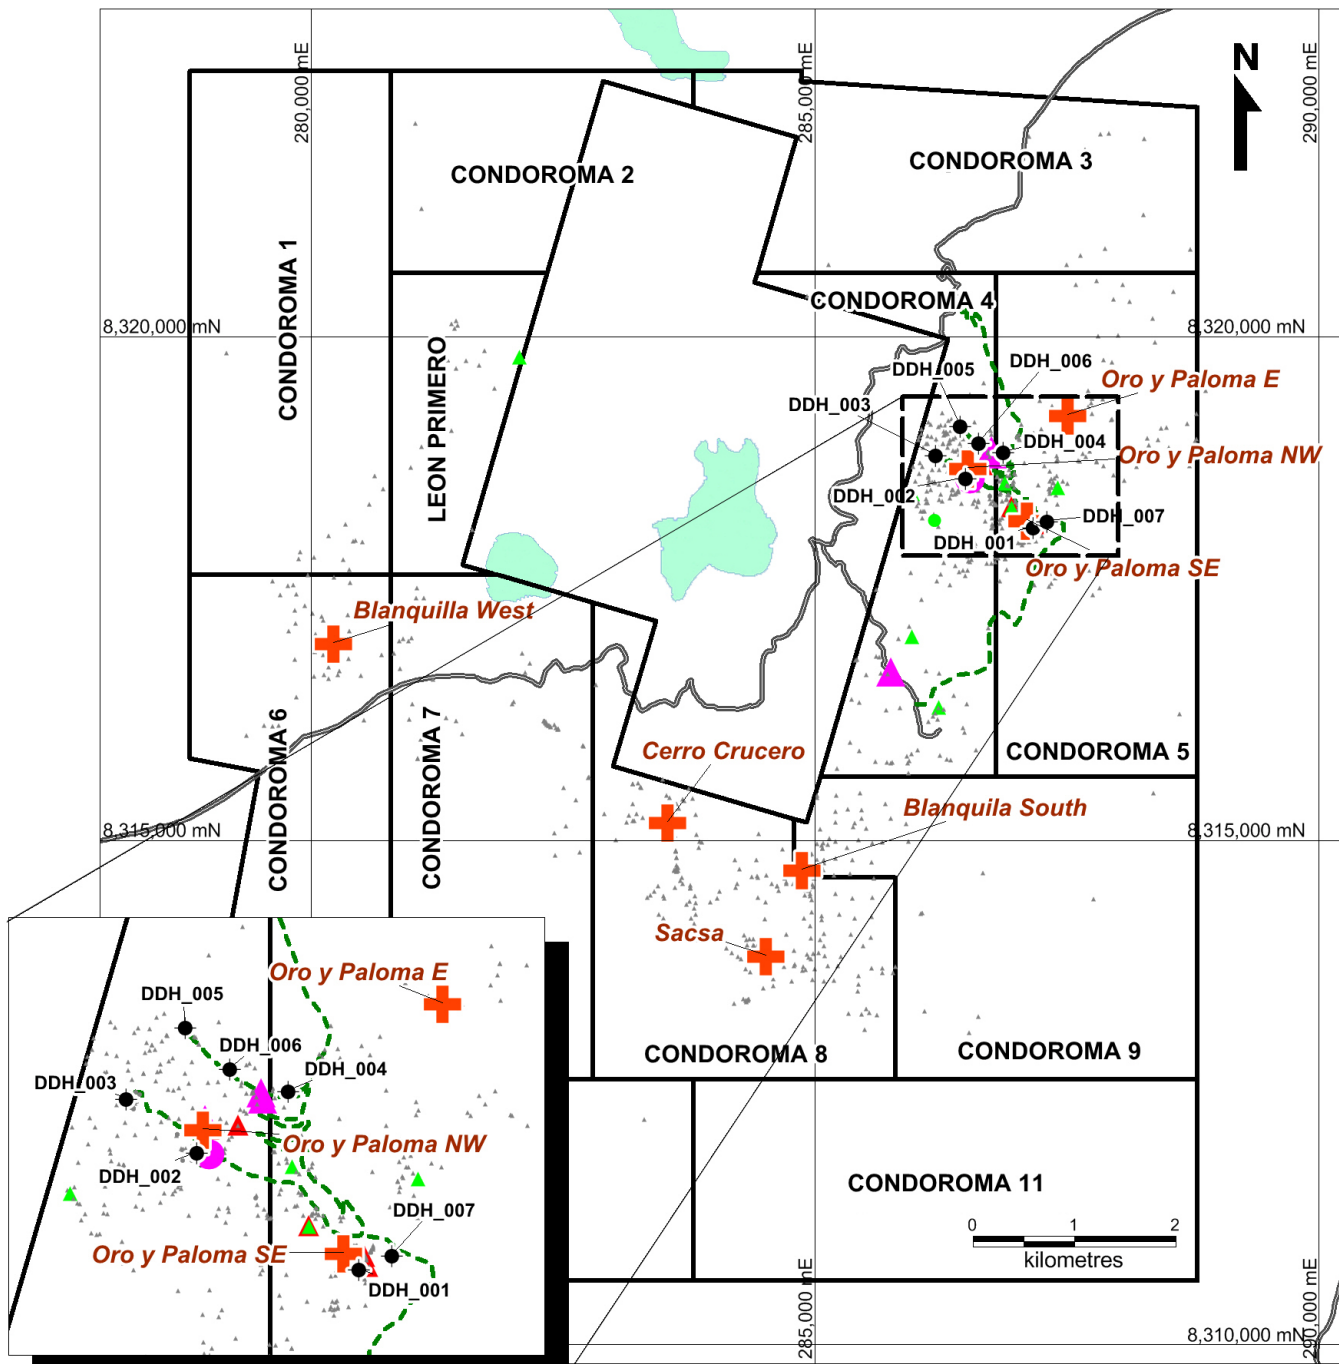 280,000 mE
285,000 mE
290,000 mE
N
CONDOROMA 3
CONDOROMA 2
CONDOROMA 1
CONDOROMA 4
8,320,000 mN
8,320,000 mN
LEON PRIMERO
DDH_006
DDH_005
Oro y Paloma E
DDH_003
DDH_004
Oro y Paloma NW
DDH_002
DDH_007
DDH_001
Oro y Paloma SE
Blanquilla West
CONDOROMA 6
CONDOROMA 7
Cerro Crucero
CONDOROMA 5
Blanquila South
8,315,000 mN
8,315,000 mN
Sacsa
CONDOROMA 8
CONDOROMA 9
Oro y Paloma E
DDH_005
DDH_006
DDH_004
DDH_003
Oro y Paloma NW
DDH_002
DDH_007
Oro y Paloma SE
DDH_001
CONDOROMA 11
0 1 2
kilometres
285,000 mE
290,000 mE
8,310,000 mN